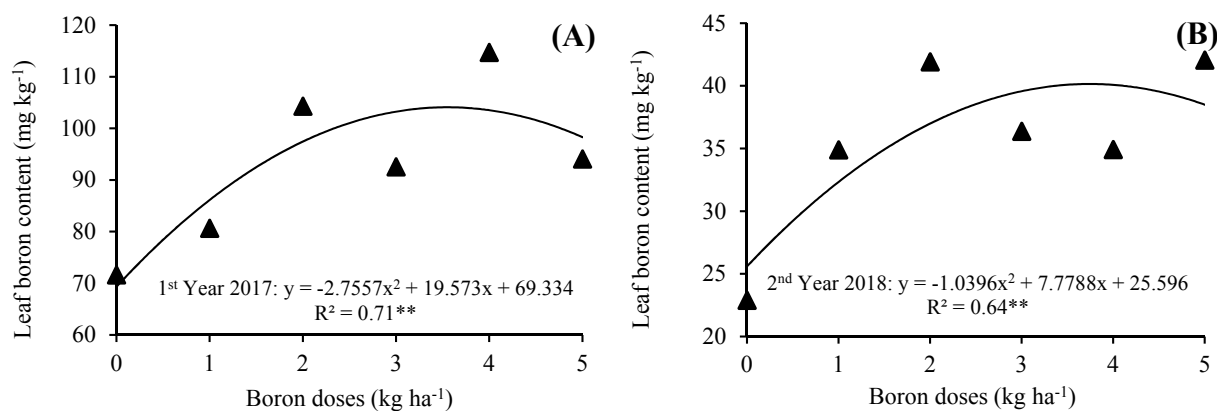 (A)
Leaf boron content (mg kg⁻¹)
120
110
100
90
80
70
60
0 1 2 3 4 5
Boron doses (kg ha⁻¹)
1ˢᵗ Year 2017: y = -2.7557x² + 19.573x + 69.334
R² = 0.71**
(B)
Leaf boron content (mg kg⁻¹)
45
40
35
30
25
20
0 1 2 3 4 5
Boron doses (kg ha⁻¹)
2ⁿᵈ Year 2018: y = -1.0396x² + 7.7788x + 25.596
R² = 0.64**